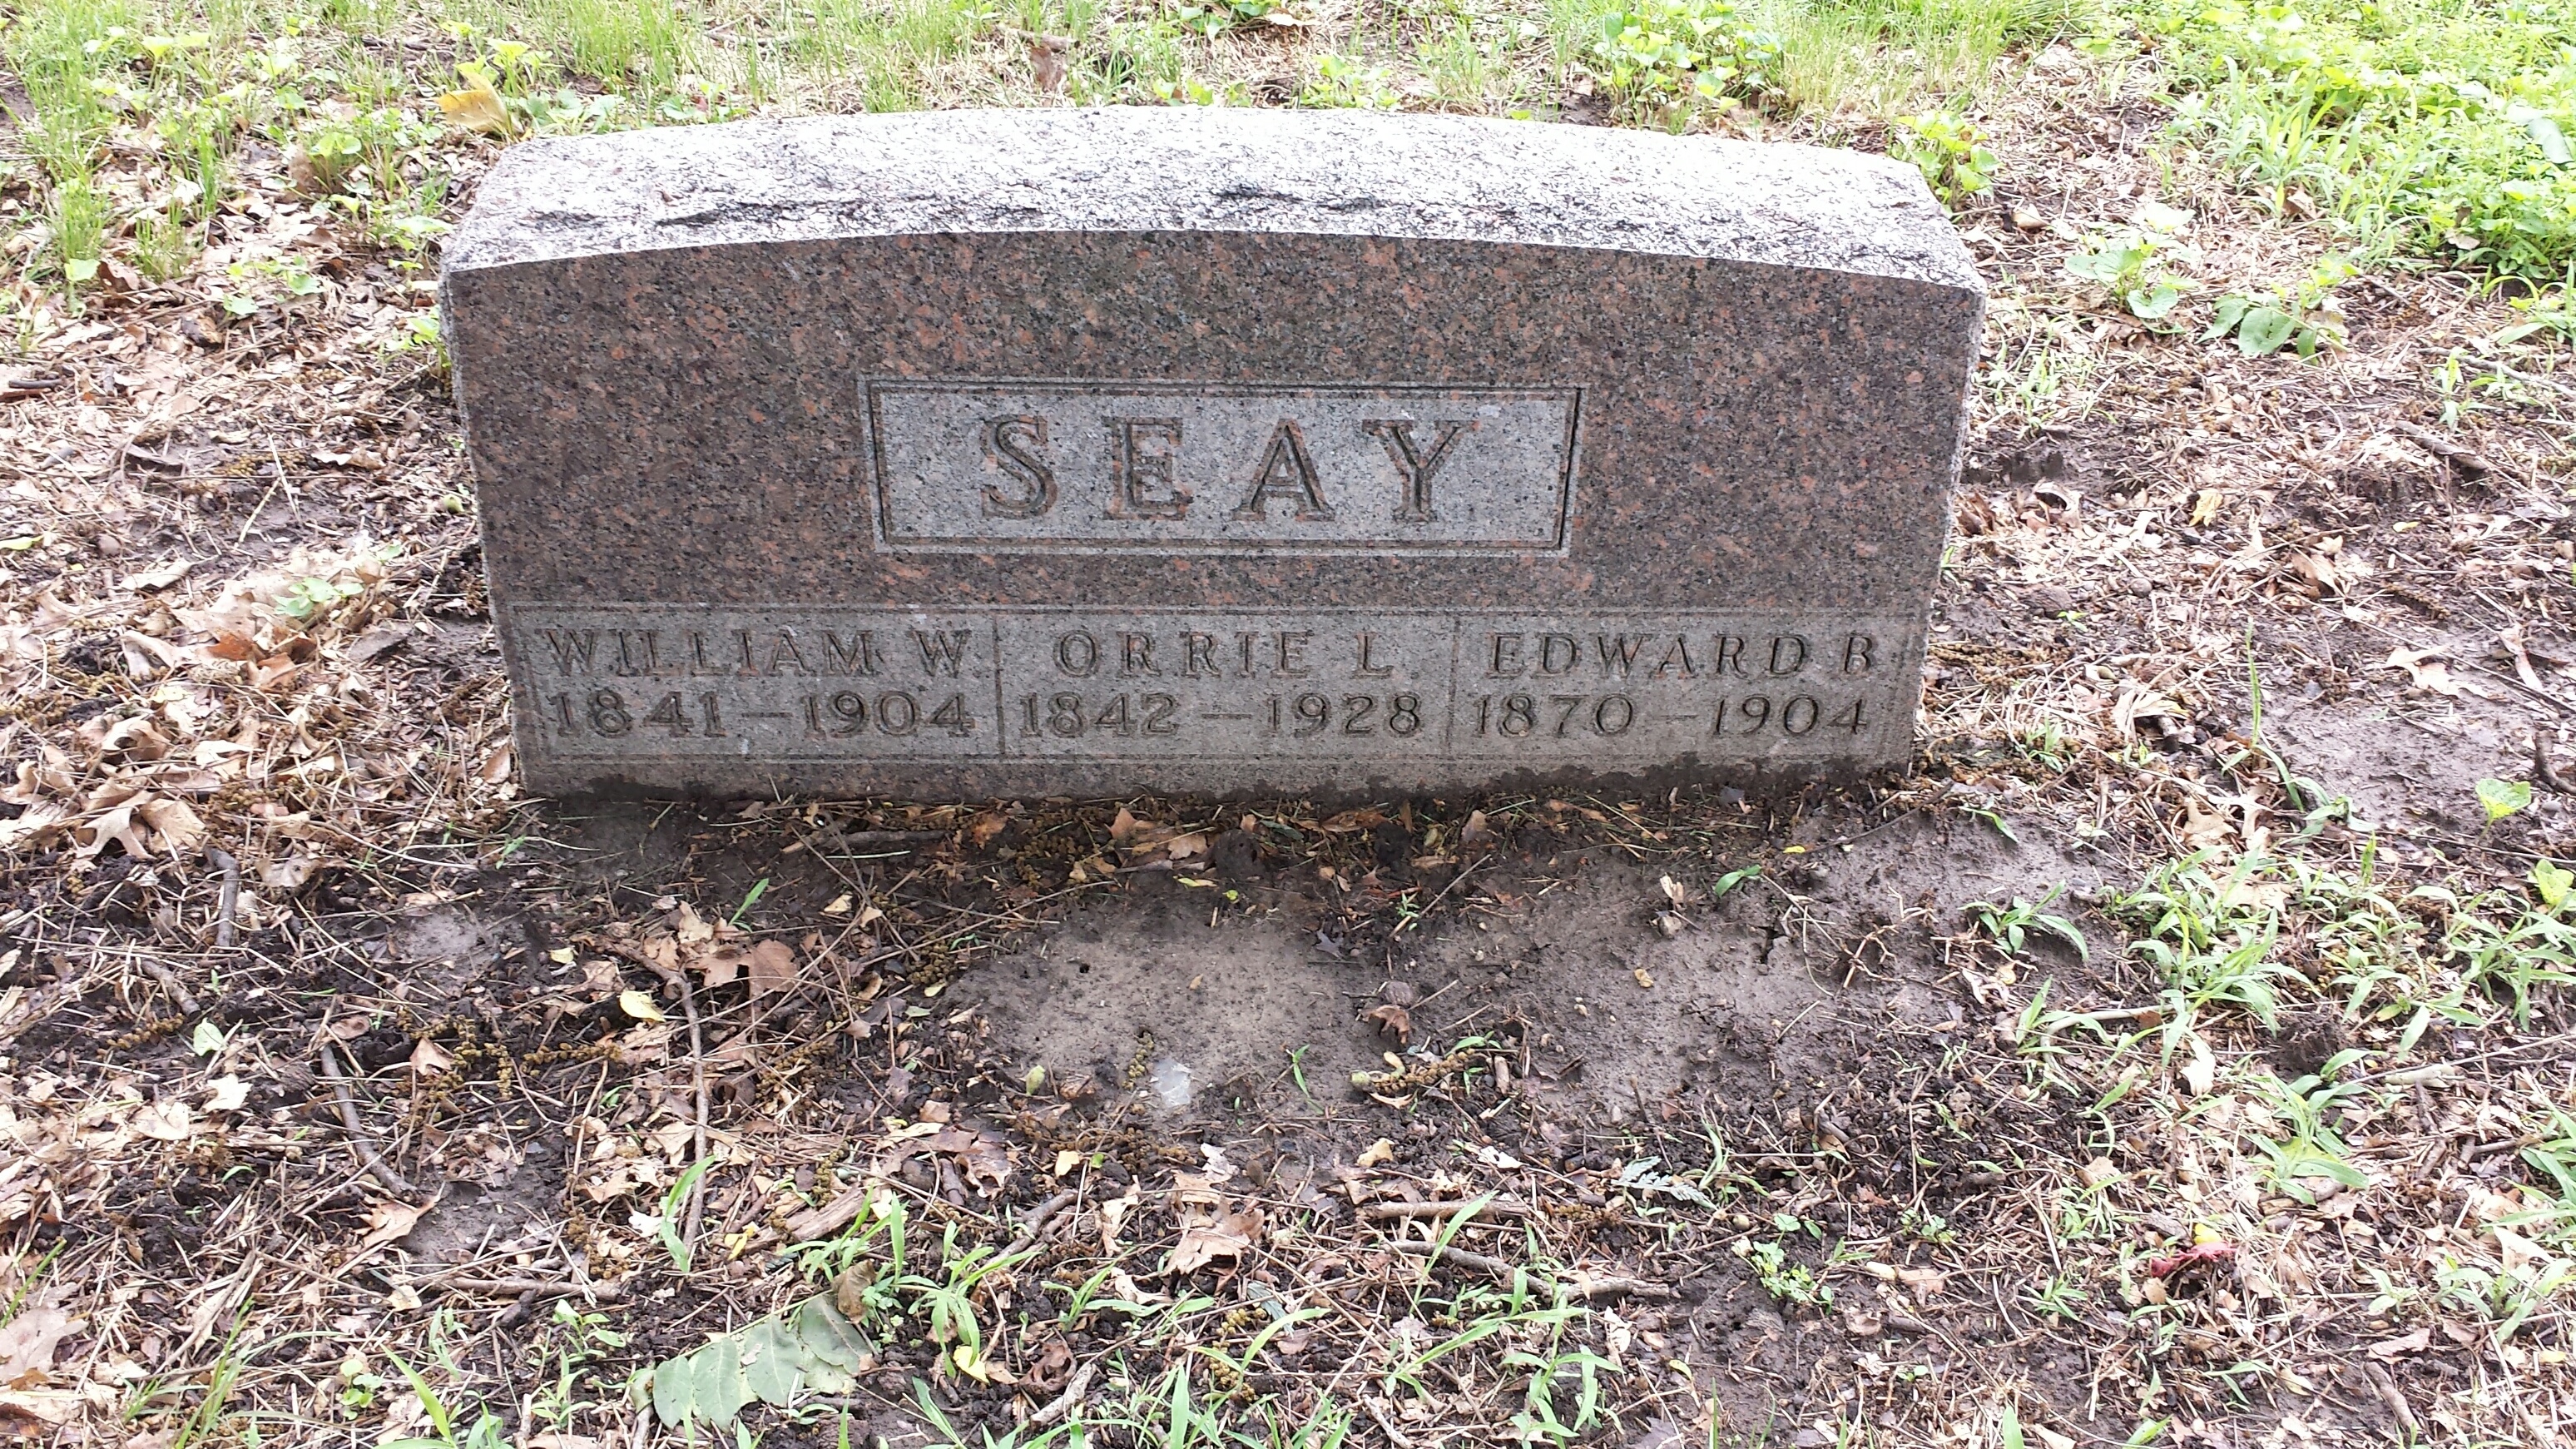 SEAY
WILLIAM W.
1841 — 1904
ORRIE L.
1842 — 1928
EDWARD B.
1870 — 1904